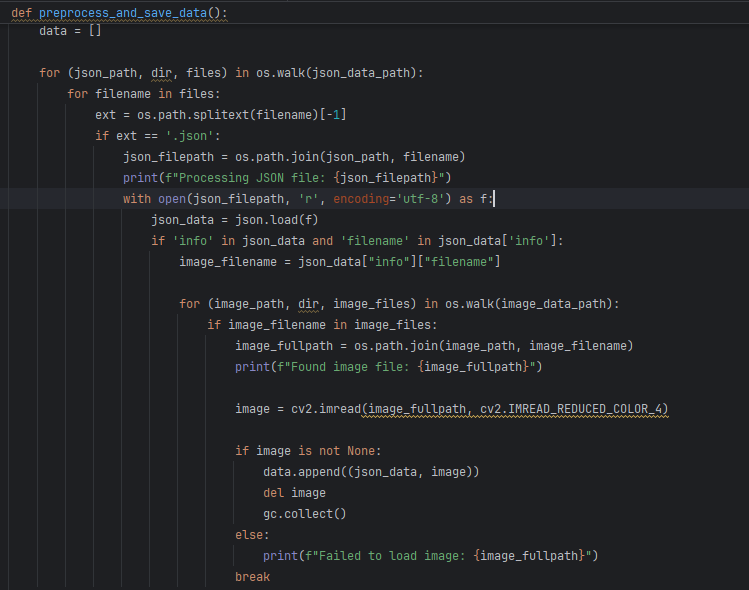 def preprocess_and_save_data():
    data = []
    for (json_path, dir, files) in os.walk(json_data_path):
        for filename in files:
            ext = os.path.splitext(filename)[-1]
            if ext == '.json':
                json_filepath = os.path.join(json_path, filename)
                print(f"Processing JSON file: {json_filepath}")
                with open(json_filepath, 'r', encoding='utf-8') as f:
                    json_data = json.load(f)
                    if 'info' in json_data and 'filename' in json_data['info']:
                        image_filename = json_data["info"]["filename"]
                        for (image_path, dir, image_files) in os.walk(image_data_path):
                            if image_filename in image_files:
                                image_fullpath = os.path.join(image_path, image_filename)
                                print(f"Found image file: {image_fullpath}")
                                image = cv2.imread(image_fullpath, cv2.IMREAD_REDUCED_COLOR_4)
                                if image is not None:
                                    data.append((json_data, image))
                                    del image
                                    gc.collect()
                                else:
                                    print(f"Failed to load image: {image_fullpath}")
                                break